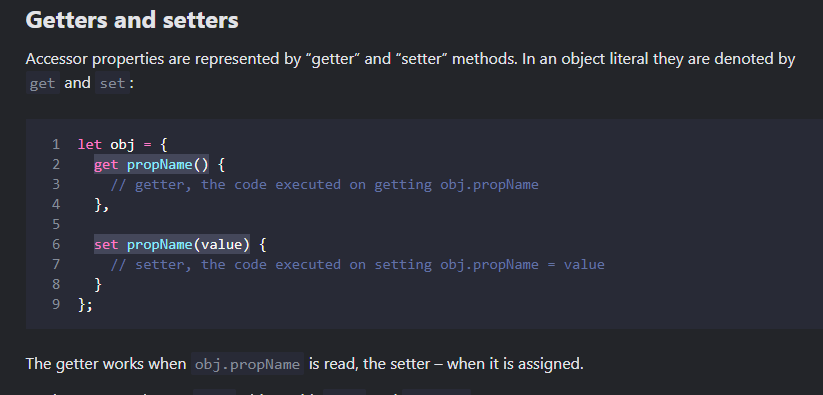 Getters and setters
Accessor properties are represented by “getter” and “setter” methods. In an object literal they are denoted by
get and set:
1 let obj = {
2   get propName() {
3     // getter, the code executed on getting obj.propName
4   },
5
6   set propName(value) {
7     // setter, the code executed on setting obj.propName = value
8   }
9 };
The getter works when obj.propName is read, the setter – when it is assigned.